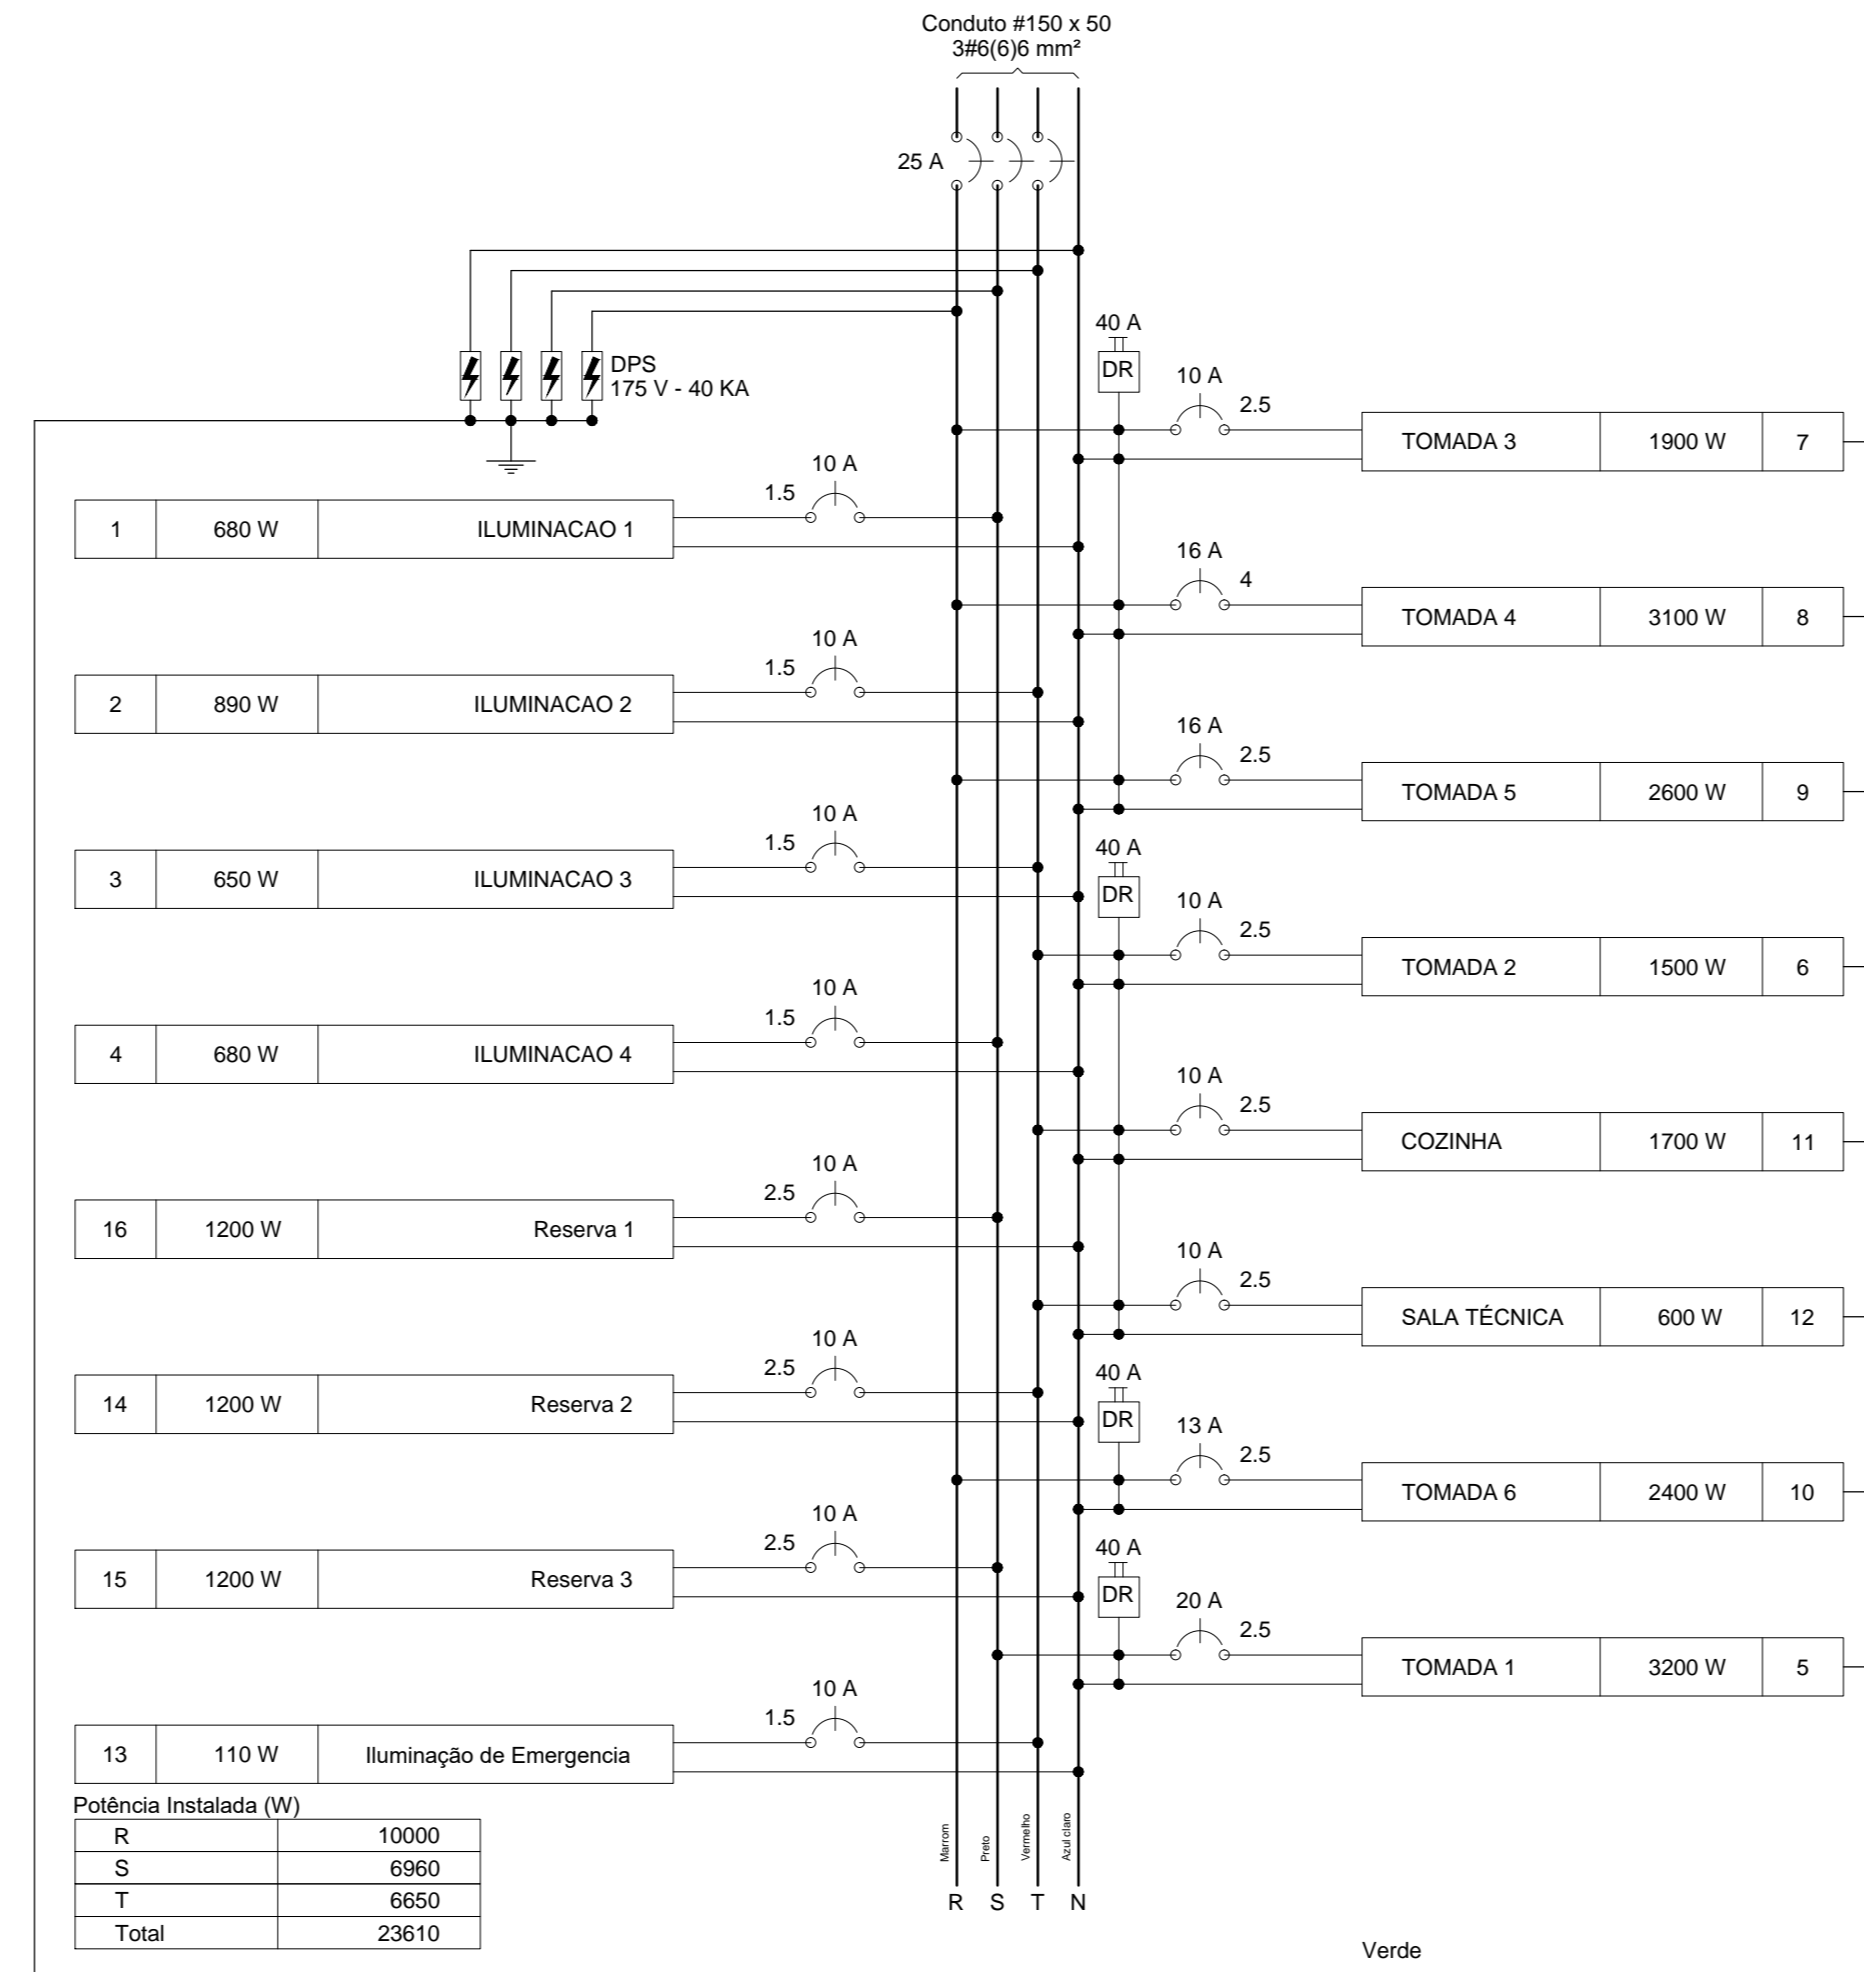 Conduto #150 x 50
3#6(6)6 mm²
25 A
DPS
175 V - 40 KA
40 A
DR
10 A
2.5
TOMADA 3 1900 W 7
10 A
1.5
1 680 W ILUMINACAO 1
16 A
4
TOMADA 4 3100 W 8
10 A
1.5
2 890 W ILUMINACAO 2
16 A
2.5
TOMADA 5 2600 W 9
10 A
1.5
3 650 W ILUMINACAO 3
40 A
DR
10 A
2.5
TOMADA 2 1500 W 6
10 A
1.5
4 680 W ILUMINACAO 4
10 A
2.5
COZINHA 1700 W 11
10 A
2.5
16 1200 W Reserva 1
10 A
2.5
SALA TÉCNICA 600 W 12
10 A
2.5
14 1200 W Reserva 2
40 A
DR
13 A
2.5
TOMADA 6 2400 W 10
10 A
2.5
15 1200 W Reserva 3
40 A
DR
20 A
2.5
TOMADA 1 3200 W 5
10 A
1.5
13 110 W Iluminação de Emergencia
Potência Instalada (W)
R 10000
S 6960
T 6650
Total 23610
Marrom
Preto
Vermelho
Azul claro
R S T N
Verde